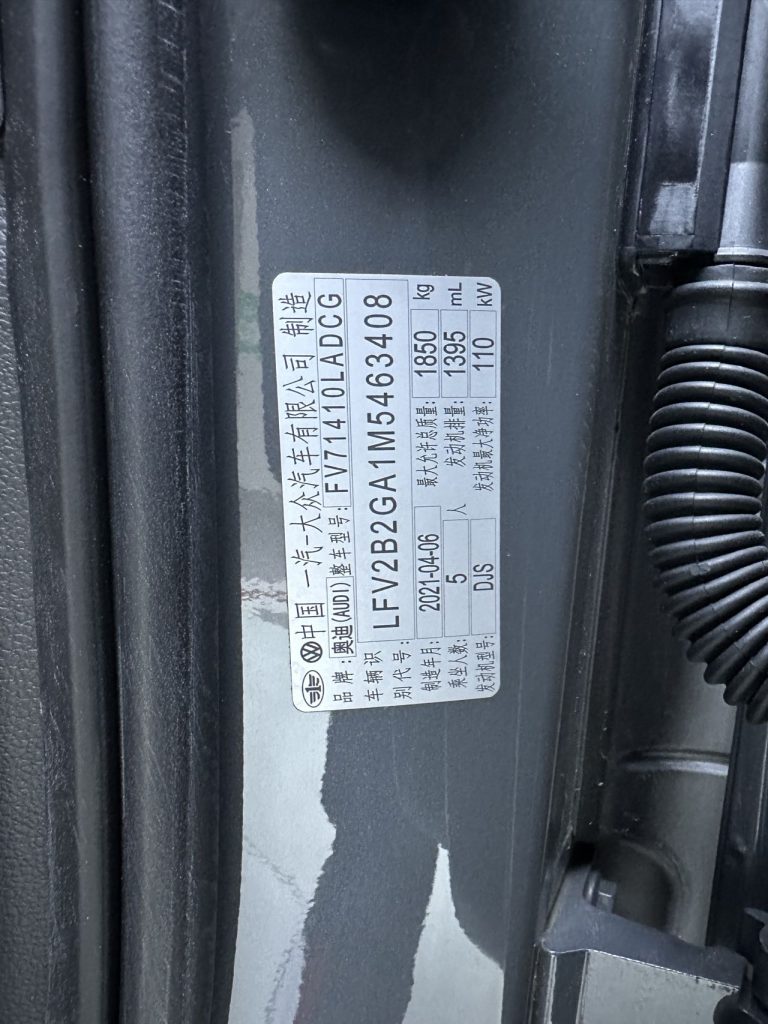 中国 一汽-大众汽车有限公司 制造
品牌:奥迪(AUDI) 整车型号:FV71410LADCG
车辆识别代号: LFV2B2GA1M5463408
制造年月: 2021-04-06 最大允许总质量: 1850 kg
乘坐人数: 5 人 发动机排量: 1395 mL
发动机型号: DJS 发动机最大净功率: 110 kW